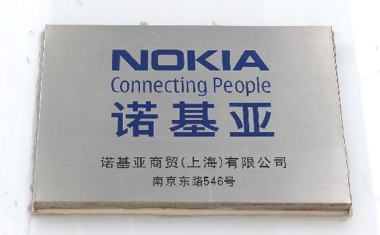 NOKIA
Connecting People
诺基亚
诺基亚商贸(上海)有限公司
南京东路546号